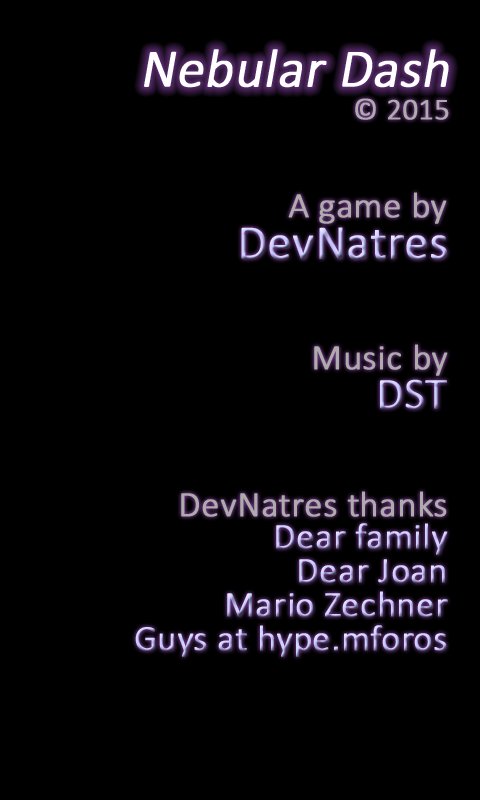 Nebular Dash
© 2015
A game by
DevNatres
Music by
DST
DevNatres thanks
Dear family
Dear Joan
Mario Zechner
Guys at hype.mforos